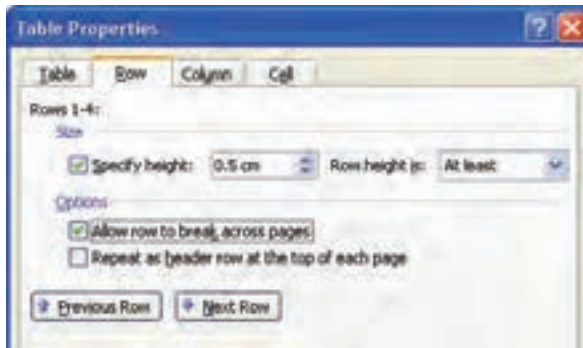 Table Properties
Table Row Column Cell
Rows 1-4:
Size
Specify height: 0.5 cm Row height is: At least
Options
Allow row to break across pages
Repeat as header row at the top of each page
Previous Row Next Row